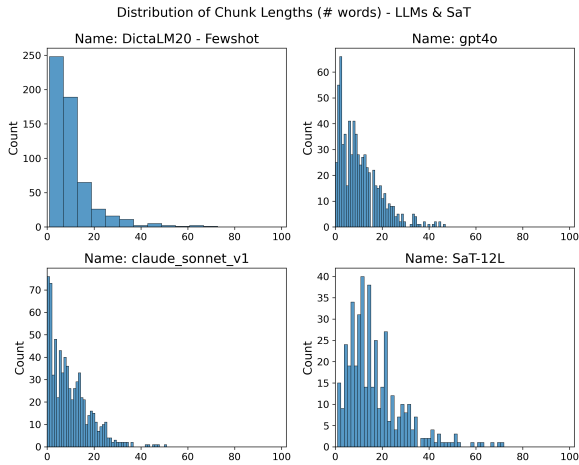 Distribution of Chunk Lengths (# words) - LLMs & SaT
Name: DictaLM20 - Fewshot
Count
250
200
150
100
50
0
0 20 40 60 80 100
Name: gpt4o
Count
60
50
40
30
20
10
0
0 20 40 60 80 100
Name: claude_sonnet_v1
Count
70
60
50
40
30
20
10
0
0 20 40 60 80 100
Name: SaT-12L
Count
40
35
30
25
20
15
10
5
0
0 20 40 60 80 100